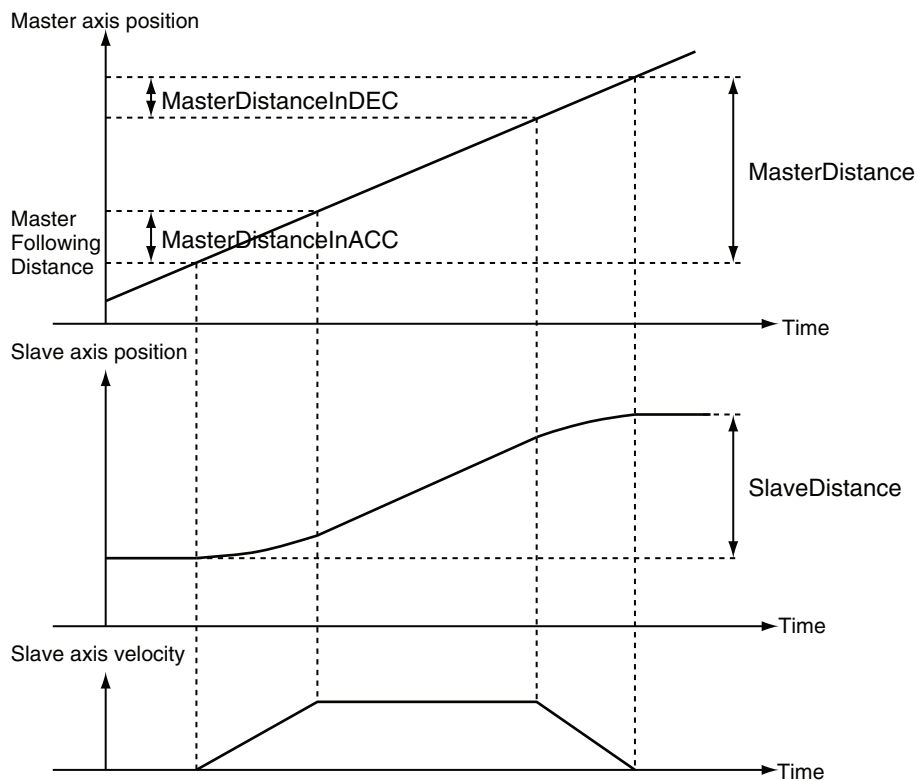 Master axis position
MasterDistanceInDEC
MasterDistance
Master
Following
Distance
MasterDistanceInACC
Time
Slave axis position
SlaveDistance
Time
Slave axis velocity
Time